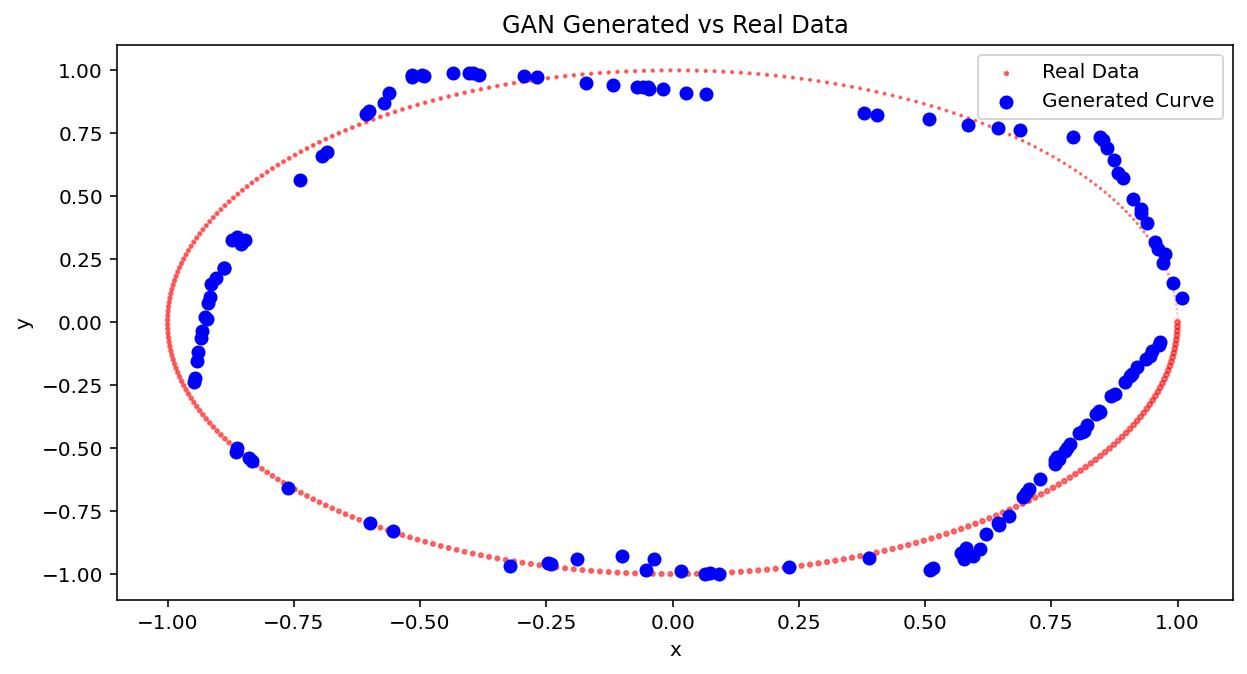 GAN Generated vs Real Data
Real Data
Generated Curve
1.00
0.75
0.50
0.25
0.00
−0.25
−0.50
−0.75
−1.00
y
−1.00 −0.75 −0.50 −0.25 0.00 0.25 0.50 0.75 1.00
x